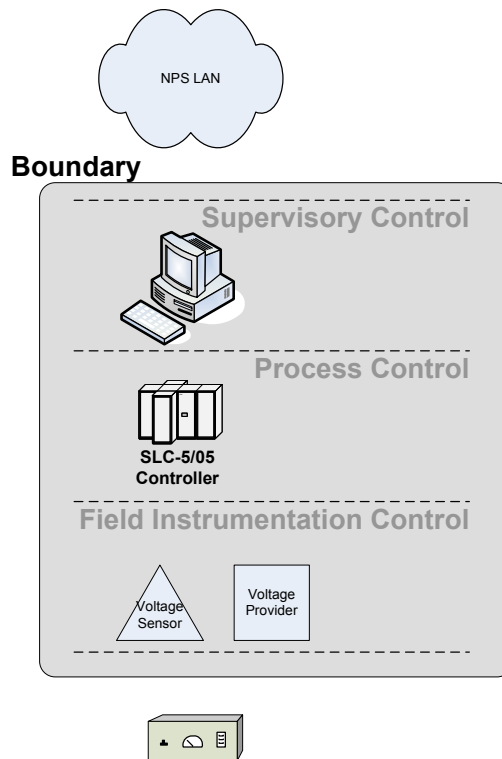 NPS LAN
Boundary
Supervisory Control
Process Control
SLC-5/05
Controller
Field Instrumentation Control
Voltage
Sensor
Voltage
Provider